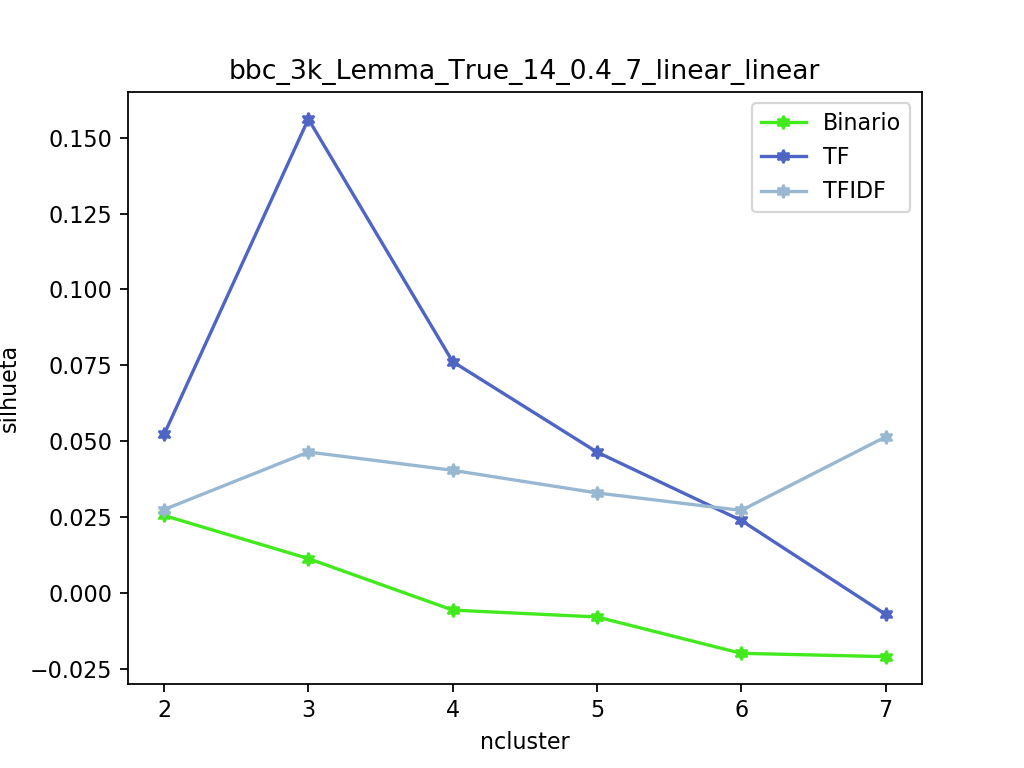 bbc_3k_Lemma_True_14_0.4_7_linear_linear
Binario
TF
TFIDF
0.150
0.125
0.100
0.075
0.050
0.025
0.000
−0.025
silhueta
2 3 4 5 6 7
ncluster